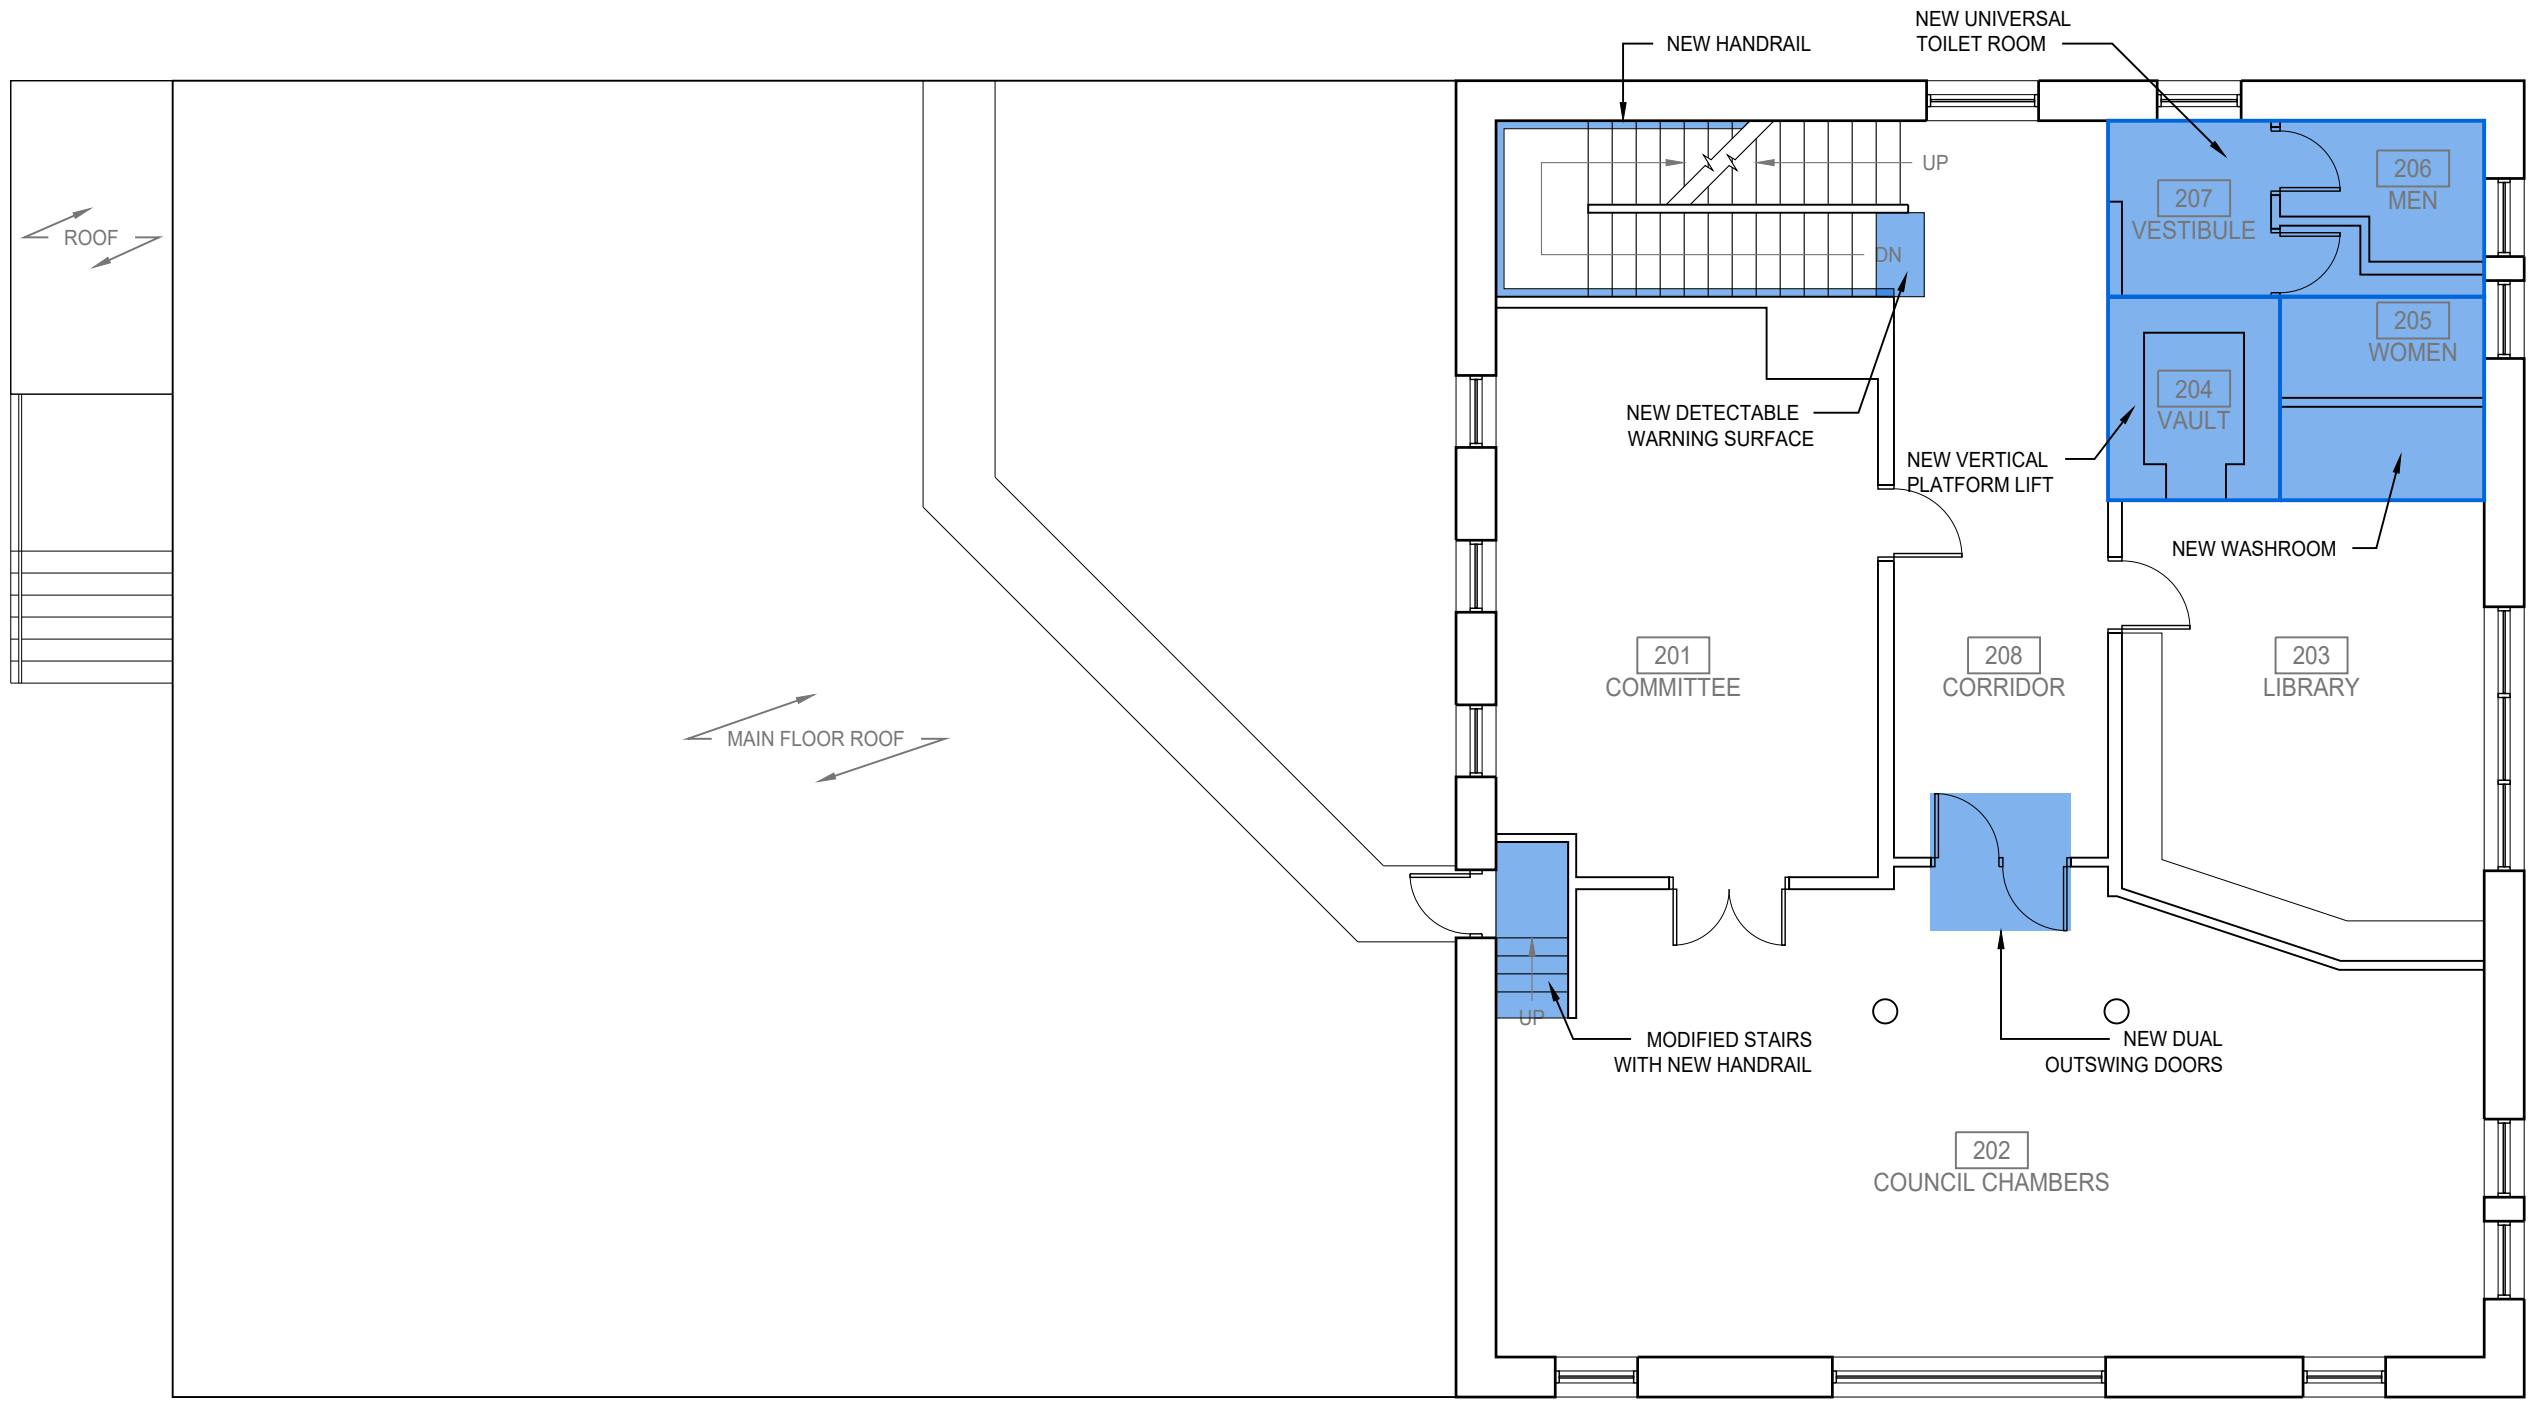 NEW UNIVERSAL
TOILET ROOM
NEW HANDRAIL
UP
206
MEN
207
VESTIBULE
ROOF
DN
205
WOMEN
204
VAULT
NEW DETECTABLE
WARNING SURFACE
NEW VERTICAL
PLATFORM LIFT
NEW WASHROOM
201
COMMITTEE
208
CORRIDOR
203
LIBRARY
MAIN FLOOR ROOF
UP
MODIFIED STAIRS
WITH NEW HANDRAIL
NEW DUAL
OUTSWING DOORS
202
COUNCIL CHAMBERS